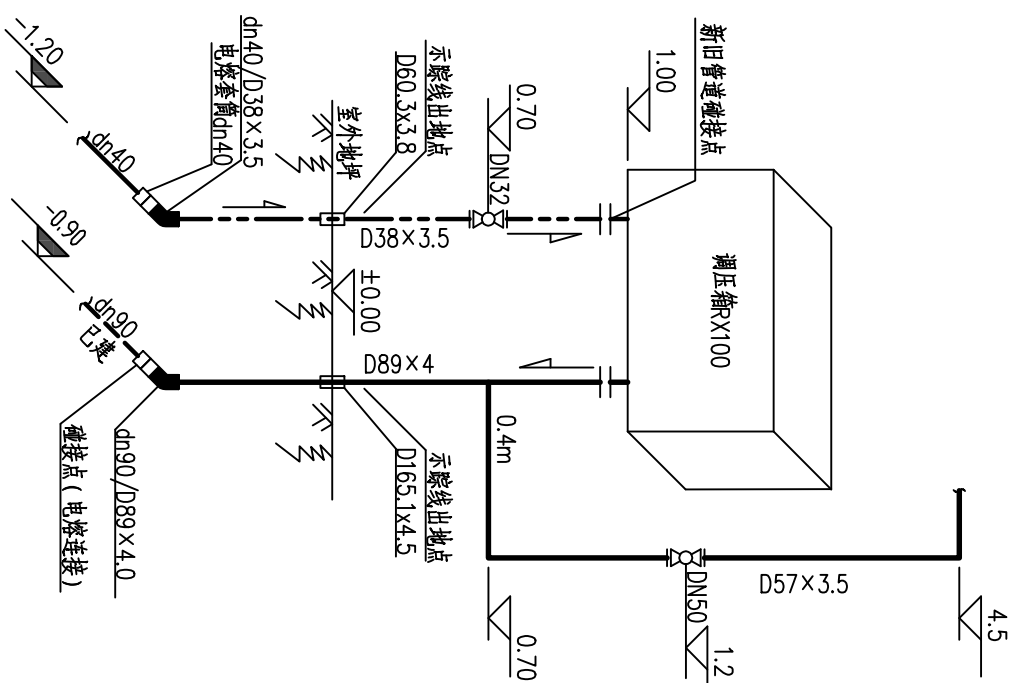 4.5
1.00
新旧管道碰接点
调压箱RX100
0.70
DN32
示踪线出地点
D60.3x3.8
D38×3.5
室外地坪
±0.00
dn40/D38×3.5
电熔套筒dn40
dn40
-1.20
-0.90
dn90
已建
D89×4
0.4m
示踪线出地点
D165.1x4.5
dn90/D89×4.0
碰接点(电熔连接)
D57×3.5
DN50
1.2
0.70